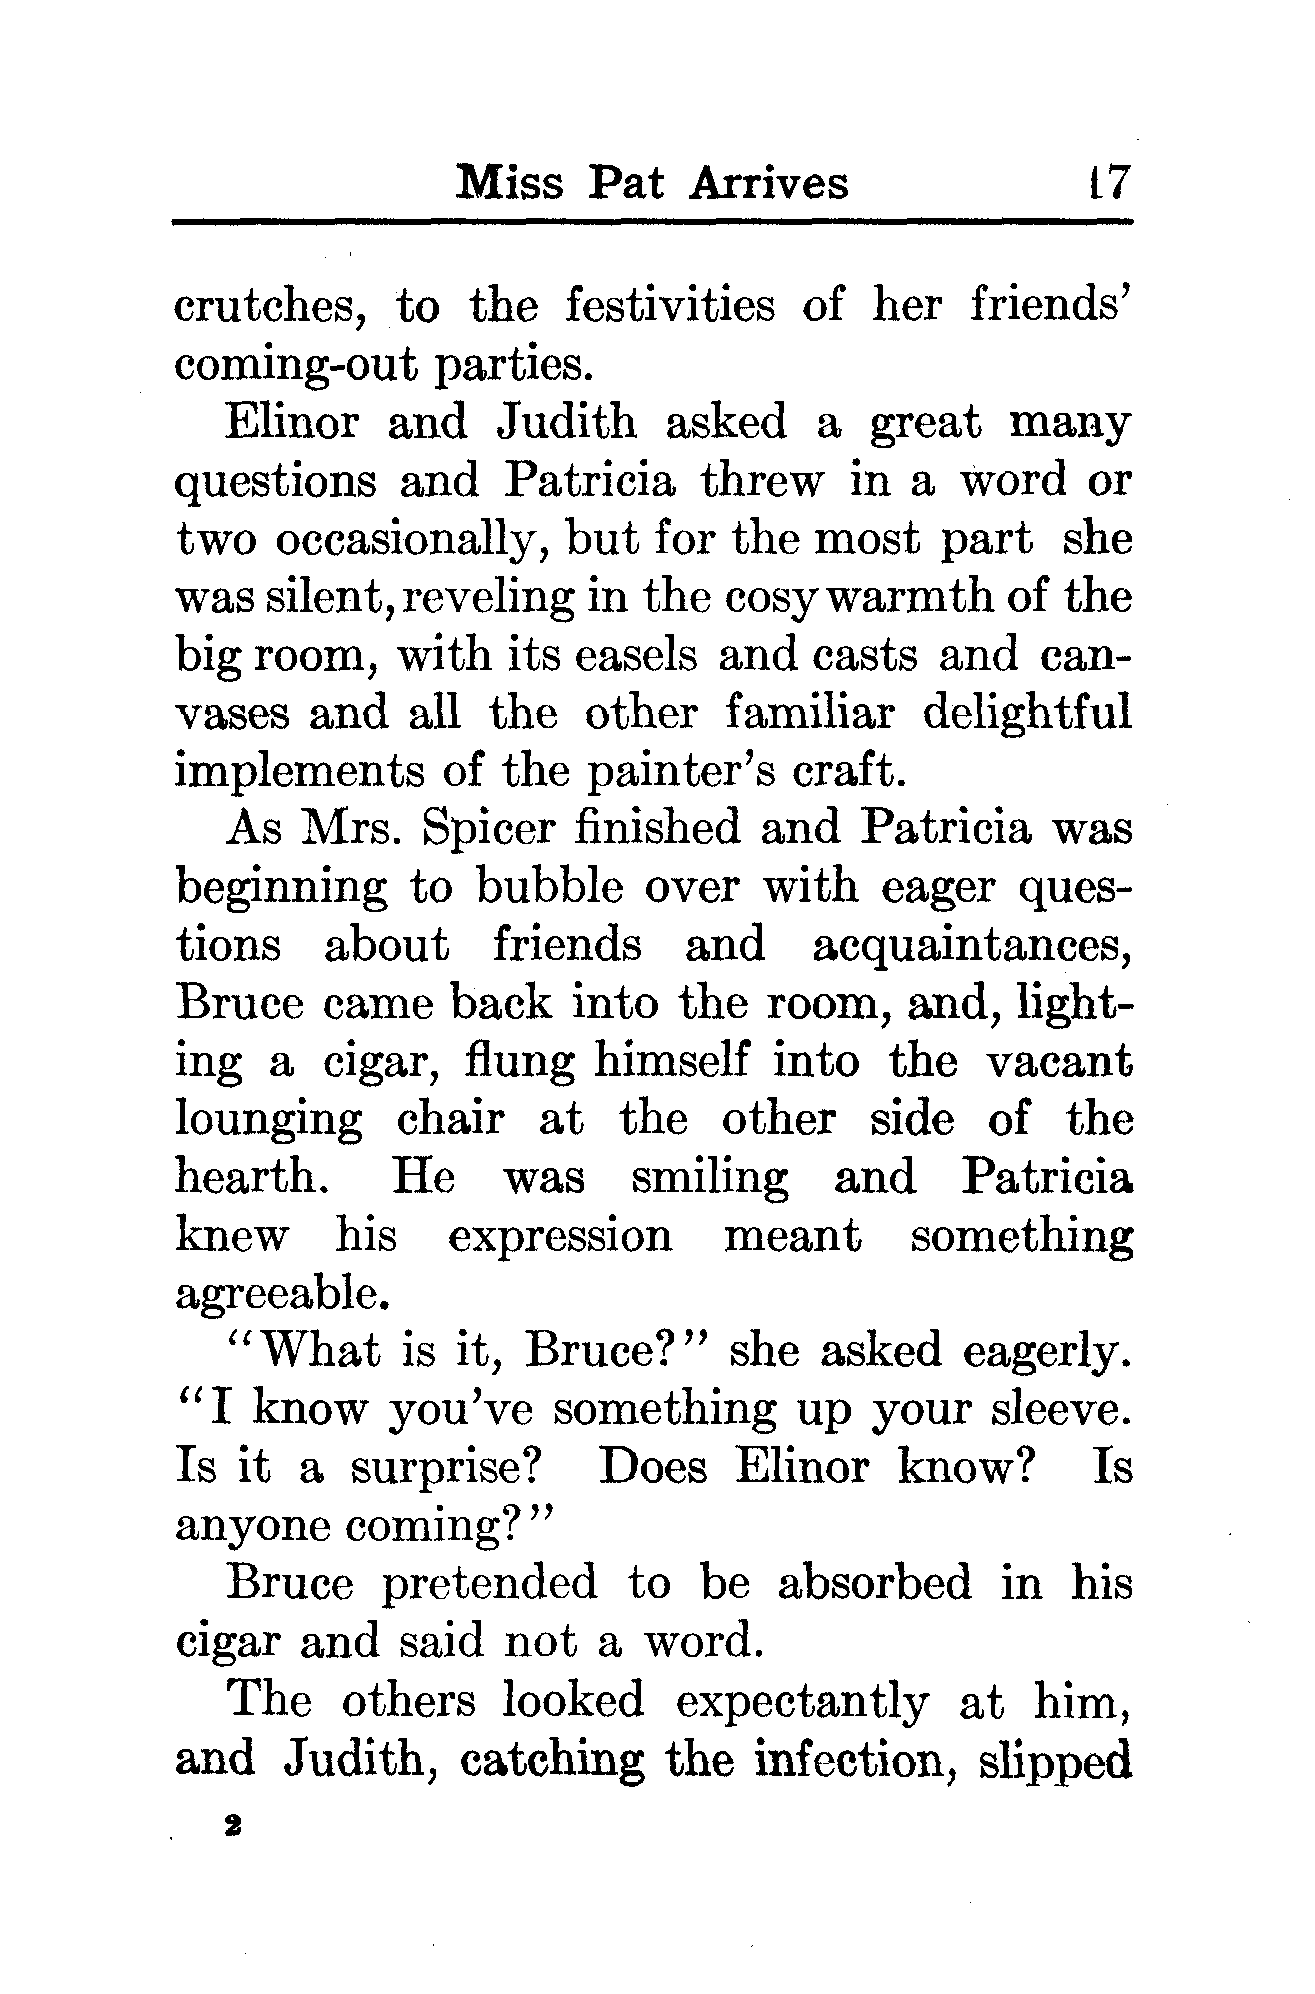 Miss Pat Arrives 17
crutches, to the festivities of her friends'
coming-out parties.
Elinor and Judith asked a great many
questions and Patricia threw in a word or
two occasionally, but for the most part she
was silent, reveling in the cosy warmth of the
big room, with its easels and casts and can-
vases and all the other familiar delightful
implements of the painter's craft.
As Mrs. Spicer finished and Patricia was
beginning to bubble over with eager ques-
tions about friends and acquaintances,
Bruce came back into the room, and, light-
ing a cigar, flung himself into the vacant
lounging chair at the other side of the
hearth. He was smiling and Patricia
knew his expression meant something
agreeable.
"What is it, Bruce?" she asked eagerly.
"I know you've something up your sleeve.
Is it a surprise? Does Elinor know? Is
anyone coming?"
Bruce pretended to be absorbed in his
cigar and said not a word.
The others looked expectantly at him,
and Judith, catching the infection, slipped
2